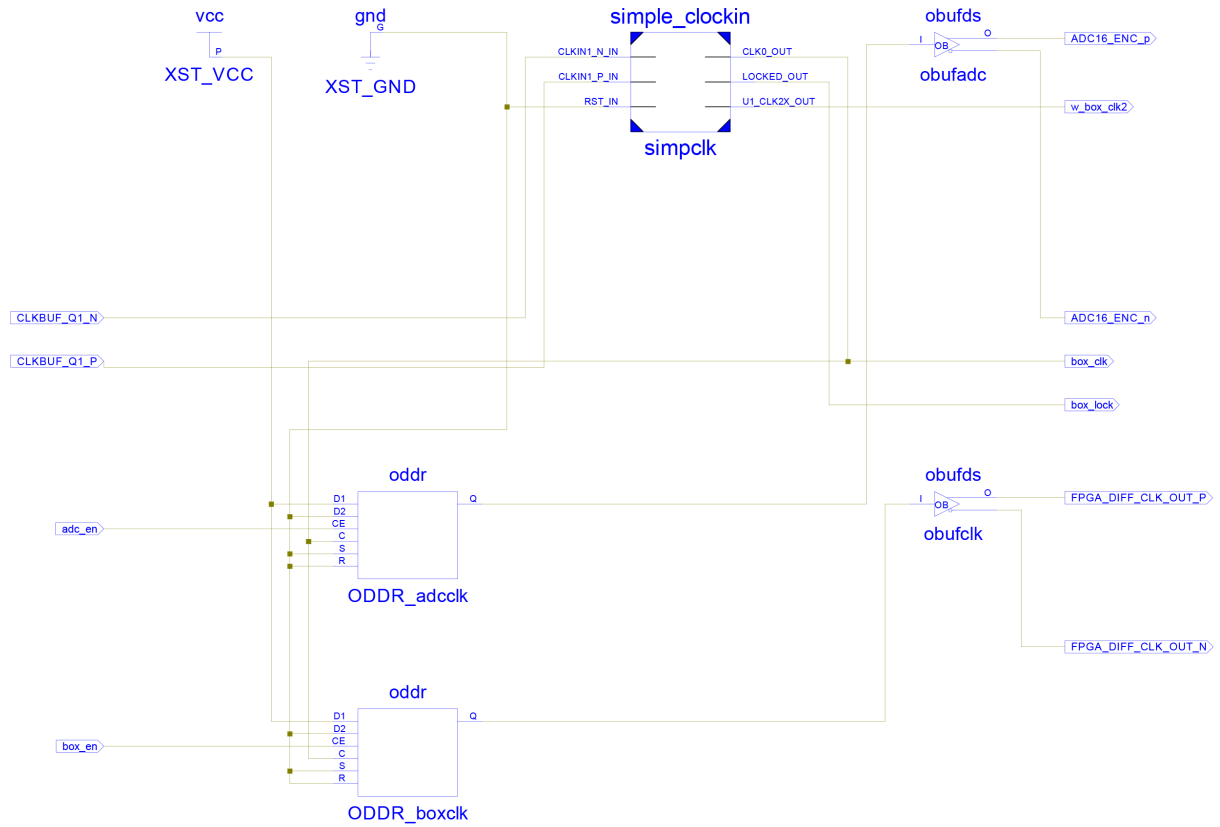 vcc
P
XST_VCC
gnd
G
XST_GND
simple_clockin
CLKIN1_N_IN
CLKIN1_P_IN
RST_IN
CLK0_OUT
LOCKED_OUT
U1_CLK2X_OUT
simpclk
obufds
I
OB
O
obufadc
ADC16_ENC_p
w_box_clk2
CLKBUF_Q1_N
ADC16_ENC_n
CLKBUF_Q1_P
box_clk
box_lock
oddr
D1
D2
CE
C
S
R
Q
ODDR_adcclk
adc_en
obufds
I
OB
O
obufclk
FPGA_DIFF_CLK_OUT_P
FPGA_DIFF_CLK_OUT_N
oddr
D1
D2
CE
C
S
R
Q
ODDR_boxclk
box_en